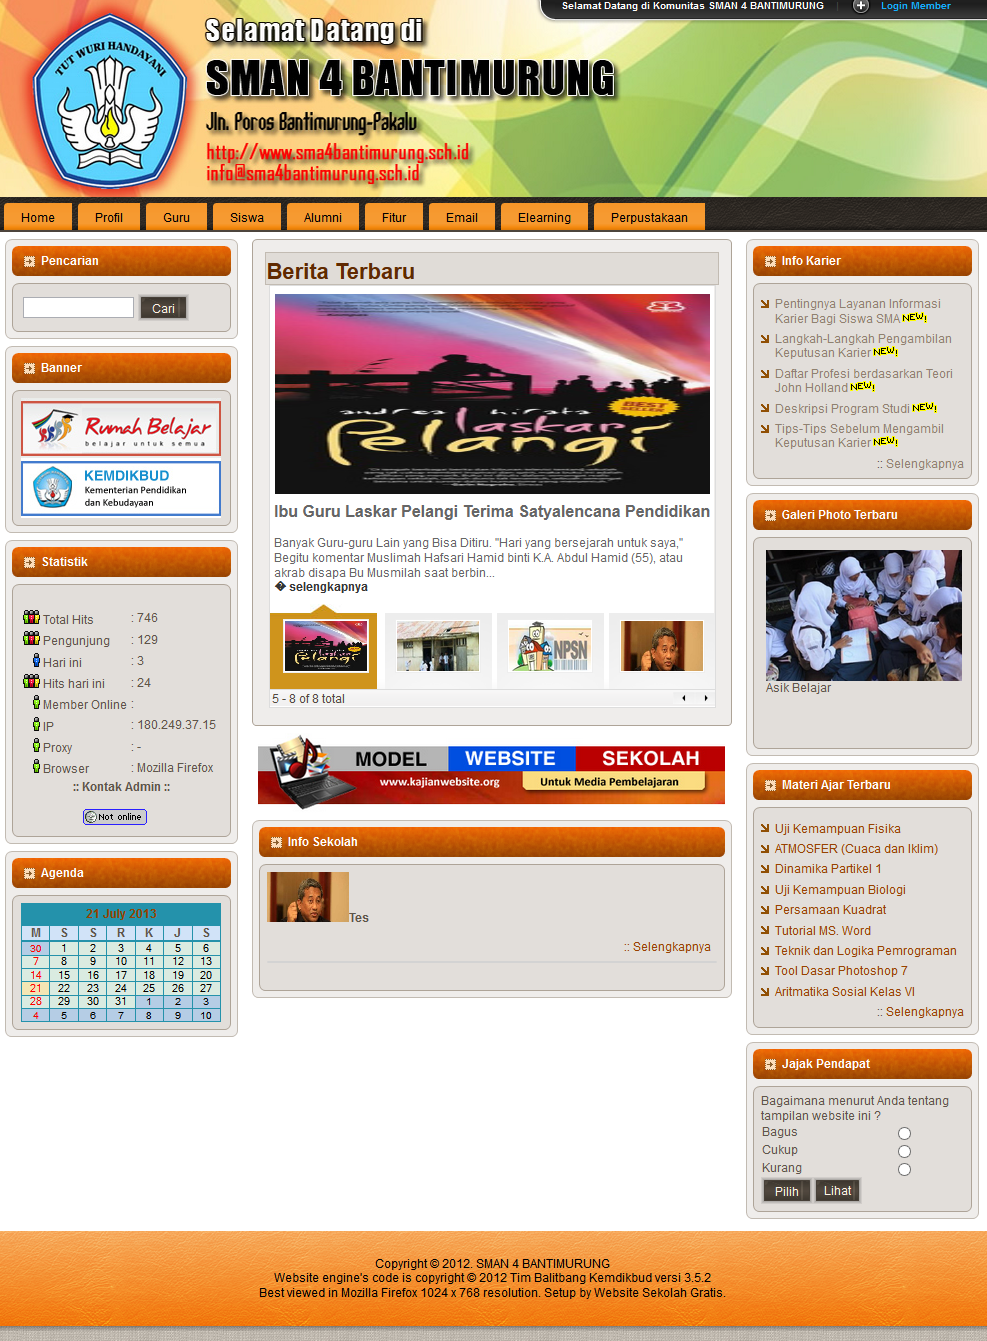 Selamat Datang di Komunitas SMAN 4 BANTIMURUNG | Login Member
TUT WURI HANDAYANI
Selamat Datang di
SMAN 4 BANTIMURUNG
Jln. Poros Bantimurung-Pakalu
http://www.sma4bantimurung.sch.id
info@sma4bantimurung.sch.id
Home Profil Guru Siswa Alumni Fitur Email Elearning Perpustakaan
Pencarian
Cari
Banner
Rumah Belajar
belajar untuk semua
KEMDIKBUD
Kementerian Pendidikan
dan Kebudayaan
Statistik
Total Hits : 746
Pengunjung : 129
Hari ini : 3
Hits hari ini : 24
Member Online :
IP : 180.249.37.15
Proxy : -
Browser : Mozilla Firefox
:: Kontak Admin ::
Not online
Agenda
21 July 2013
M S S R K J S
30 1 2 3 4 5 6
7 8 9 10 11 12 13
14 15 16 17 18 19 20
21 22 23 24 25 26 27
28 29 30 31 1 2 3
4 5 6 7 8 9 10
Berita Terbaru
BEST
SELLER
andrea hirata
Laskar
Pelangi
Ibu Guru Laskar Pelangi Terima Satyalencana Pendidikan
Banyak Guru-guru Lain yang Bisa Ditiru. "Hari yang bersejarah untuk saya,"
Begitu komentar Muslimah Hafsari Hamid binti K.A. Abdul Hamid (55), atau
akrab disapa Bu Musmilah saat berbin...
� selengkapnya
Pelangi
NPSN
5 - 8 of 8 total
MODEL WEBSITE SEKOLAH
www.kajianwebsite.org Untuk Media Pembelajaran
Info Sekolah
Tes
:: Selengkapnya
Info Karier
Pentingnya Layanan Informasi
Karier Bagi Siswa SMA NEW!
Langkah-Langkah Pengambilan
Keputusan Karier NEW!
Daftar Profesi berdasarkan Teori
John Holland NEW!
Deskripsi Program Studi NEW!
Tips-Tips Sebelum Mengambil
Keputusan Karier NEW!
:: Selengkapnya
Galeri Photo Terbaru
Asik Belajar
Materi Ajar Terbaru
Uji Kemampuan Fisika
ATMOSFER (Cuaca dan Iklim)
Dinamika Partikel 1
Uji Kemampuan Biologi
Persamaan Kuadrat
Tutorial MS. Word
Teknik dan Logika Pemrograman
Tool Dasar Photoshop 7
Aritmatika Sosial Kelas VI
:: Selengkapnya
Jajak Pendapat
Bagaimana menurut Anda tentang
tampilan website ini ?
Bagus
Cukup
Kurang
Pilih Lihat
Copyright © 2012. SMAN 4 BANTIMURUNG
Website engine's code is copyright © 2012 Tim Balitbang Kemdikbud versi 3.5.2
Best viewed in Mozilla Firefox 1024 x 768 resolution. Setup by Website Sekolah Gratis.